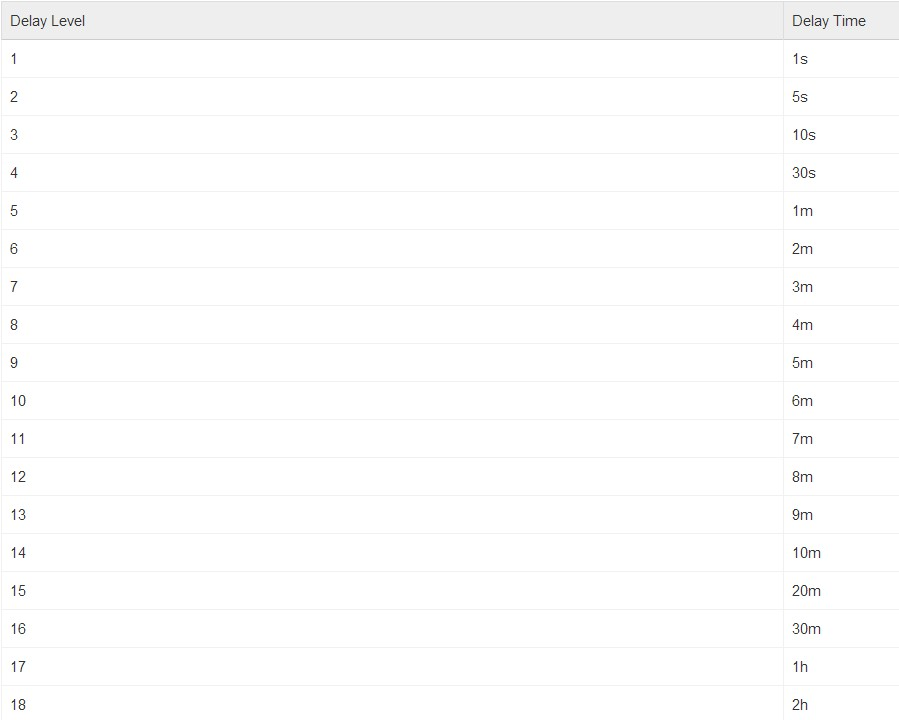 Delay Level Delay Time
1 1s
2 5s
3 10s
4 30s
5 1m
6 2m
7 3m
8 4m
9 5m
10 6m
11 7m
12 8m
13 9m
14 10m
15 20m
16 30m
17 1h
18 2h